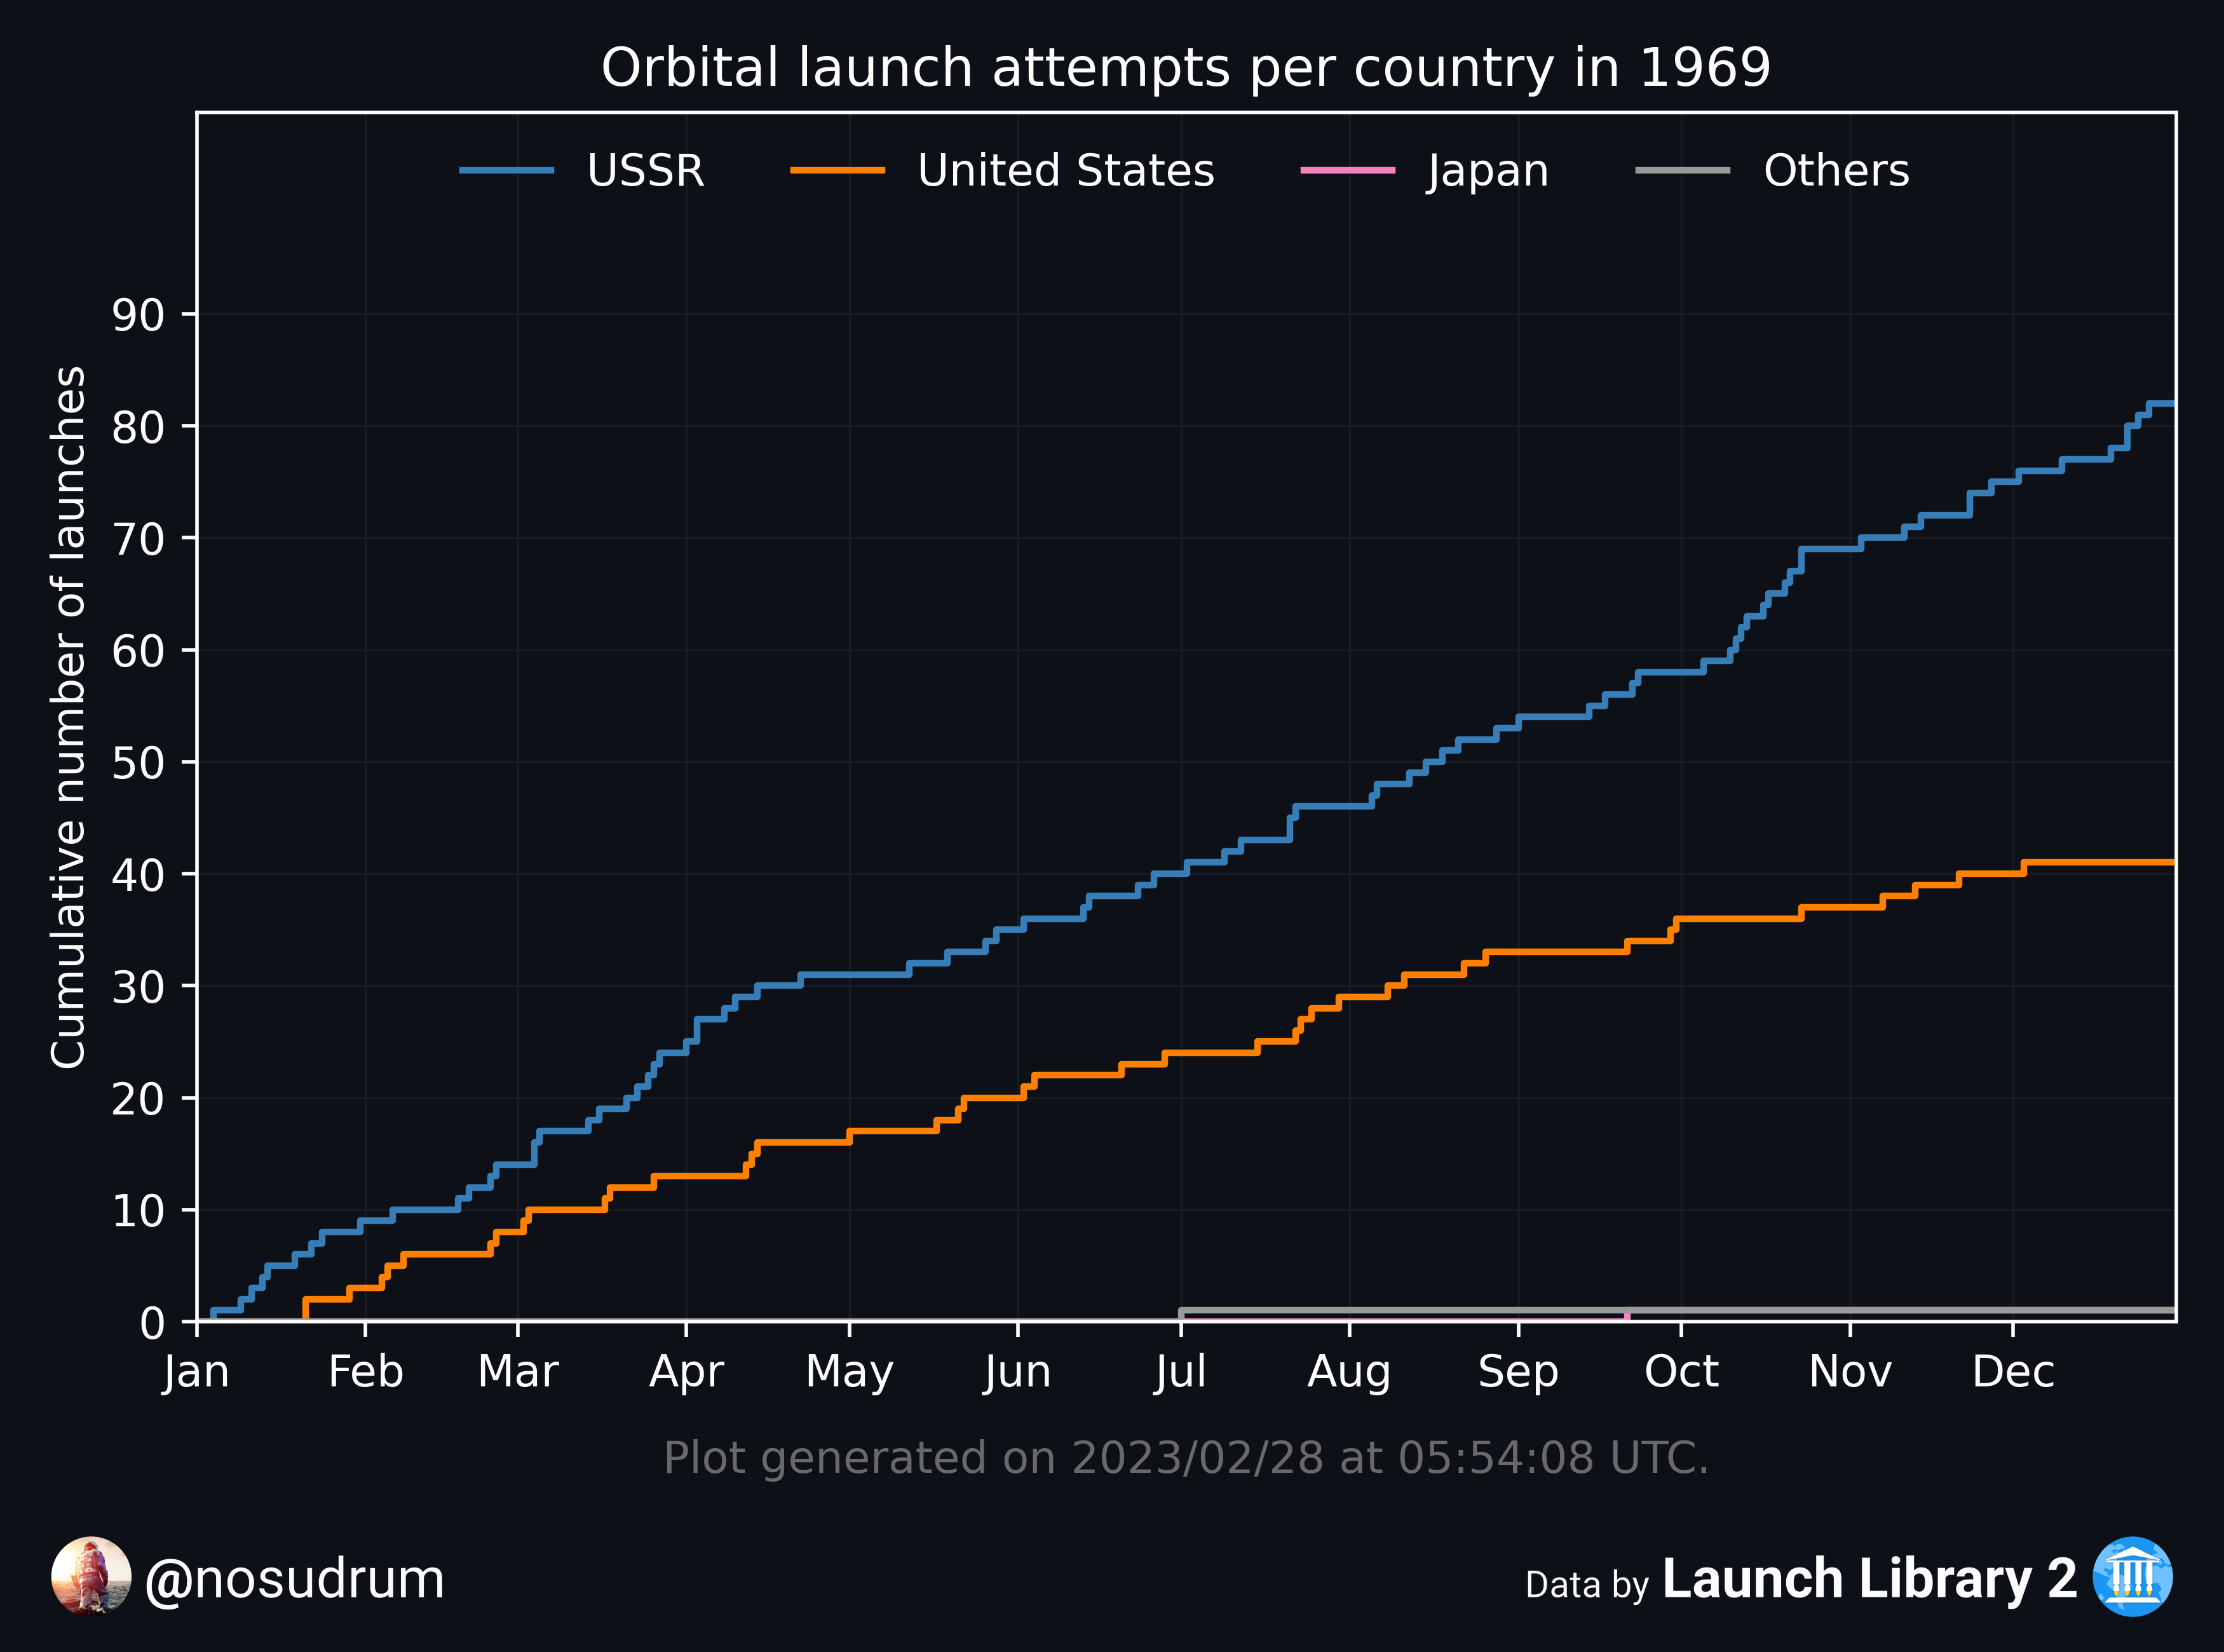 Orbital launch attempts per country in 1969
USSR United States Japan Others
Cumulative number of launches
90
80
70
60
50
40
30
20
10
0
Jan Feb Mar Apr May Jun Jul Aug Sep Oct Nov Dec
Plot generated on 2023/02/28 at 05:54:08 UTC.
@nosudrum
Data by Launch Library 2